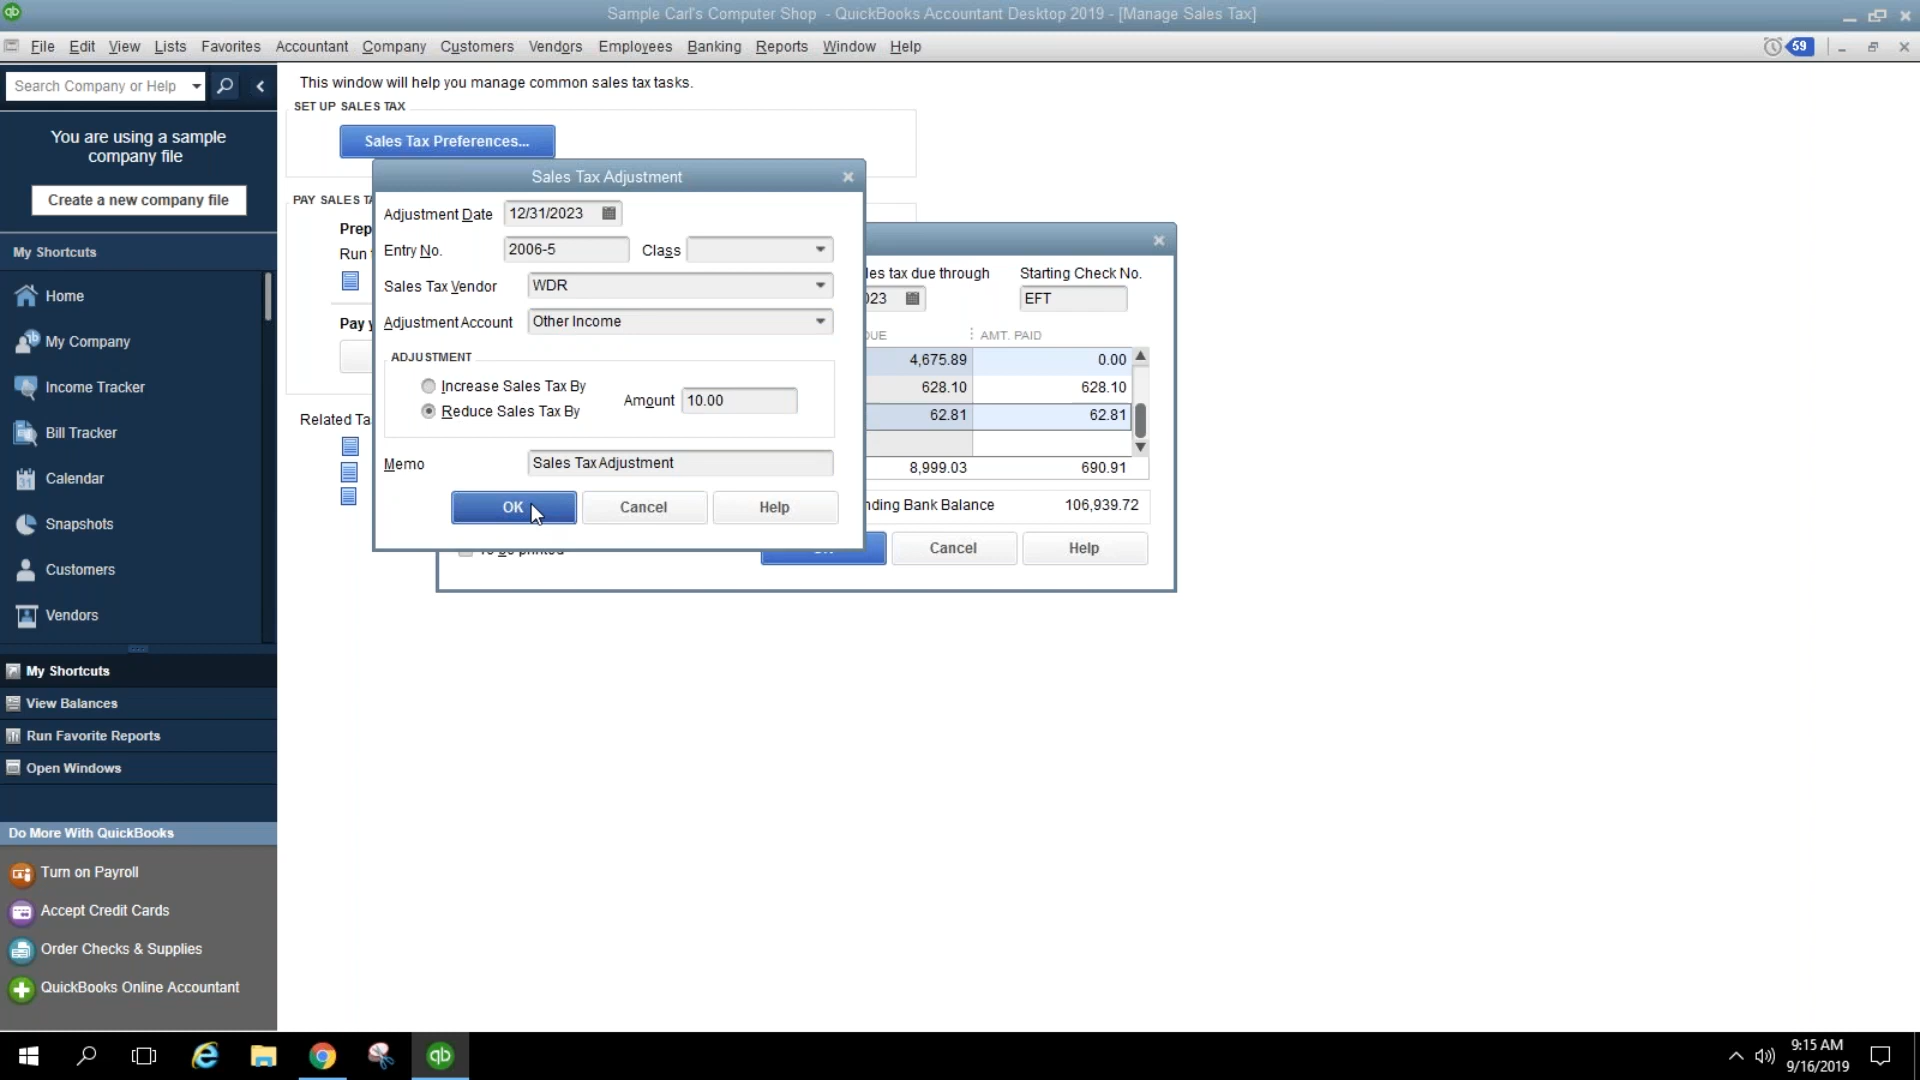 Sample Carl's Computer Shop - QuickBooks Accountant Desktop 2019 - [Manage Sales Tax]
File Edit View Lists Favorites Accountant Company Customers Vendors Employees Banking Reports Window Help
59
Search Company or Help
You are using a sample
company file
Create a new company file
My Shortcuts
Home
My Company
Income Tracker
Bill Tracker
Calendar
Snapshots
Customers
Vendors
My Shortcuts
View Balances
Run Favorite Reports
Open Windows
Do More With QuickBooks
Turn on Payroll
Accept Credit Cards
Order Checks & Supplies
QuickBooks Online Accountant
This window will help you manage common sales tax tasks.
SET UP SALES TAX
Sales Tax Preferences...
PAY SALES TA
Prep
Run
Pay y
Related Ta
Sales Tax Adjustment
Adjustment Date 12/31/2023
Entry No. 2006-5 Class
Sales Tax Vendor WDR
Adjustment Account Other Income
ADJUSTMENT
Increase Sales Tax By
Reduce Sales Tax By
Amount 10.00
Memo Sales Tax Adjustment
OK Cancel Help
les tax due through Starting Check No.
023 EFT
DUE AMT. PAID
4,675.89 0.00
628.10 628.10
62.81 62.81
8,999.03 690.91
nding Bank Balance 106,939.72
Cancel Help
9:15 AM
9/16/2019